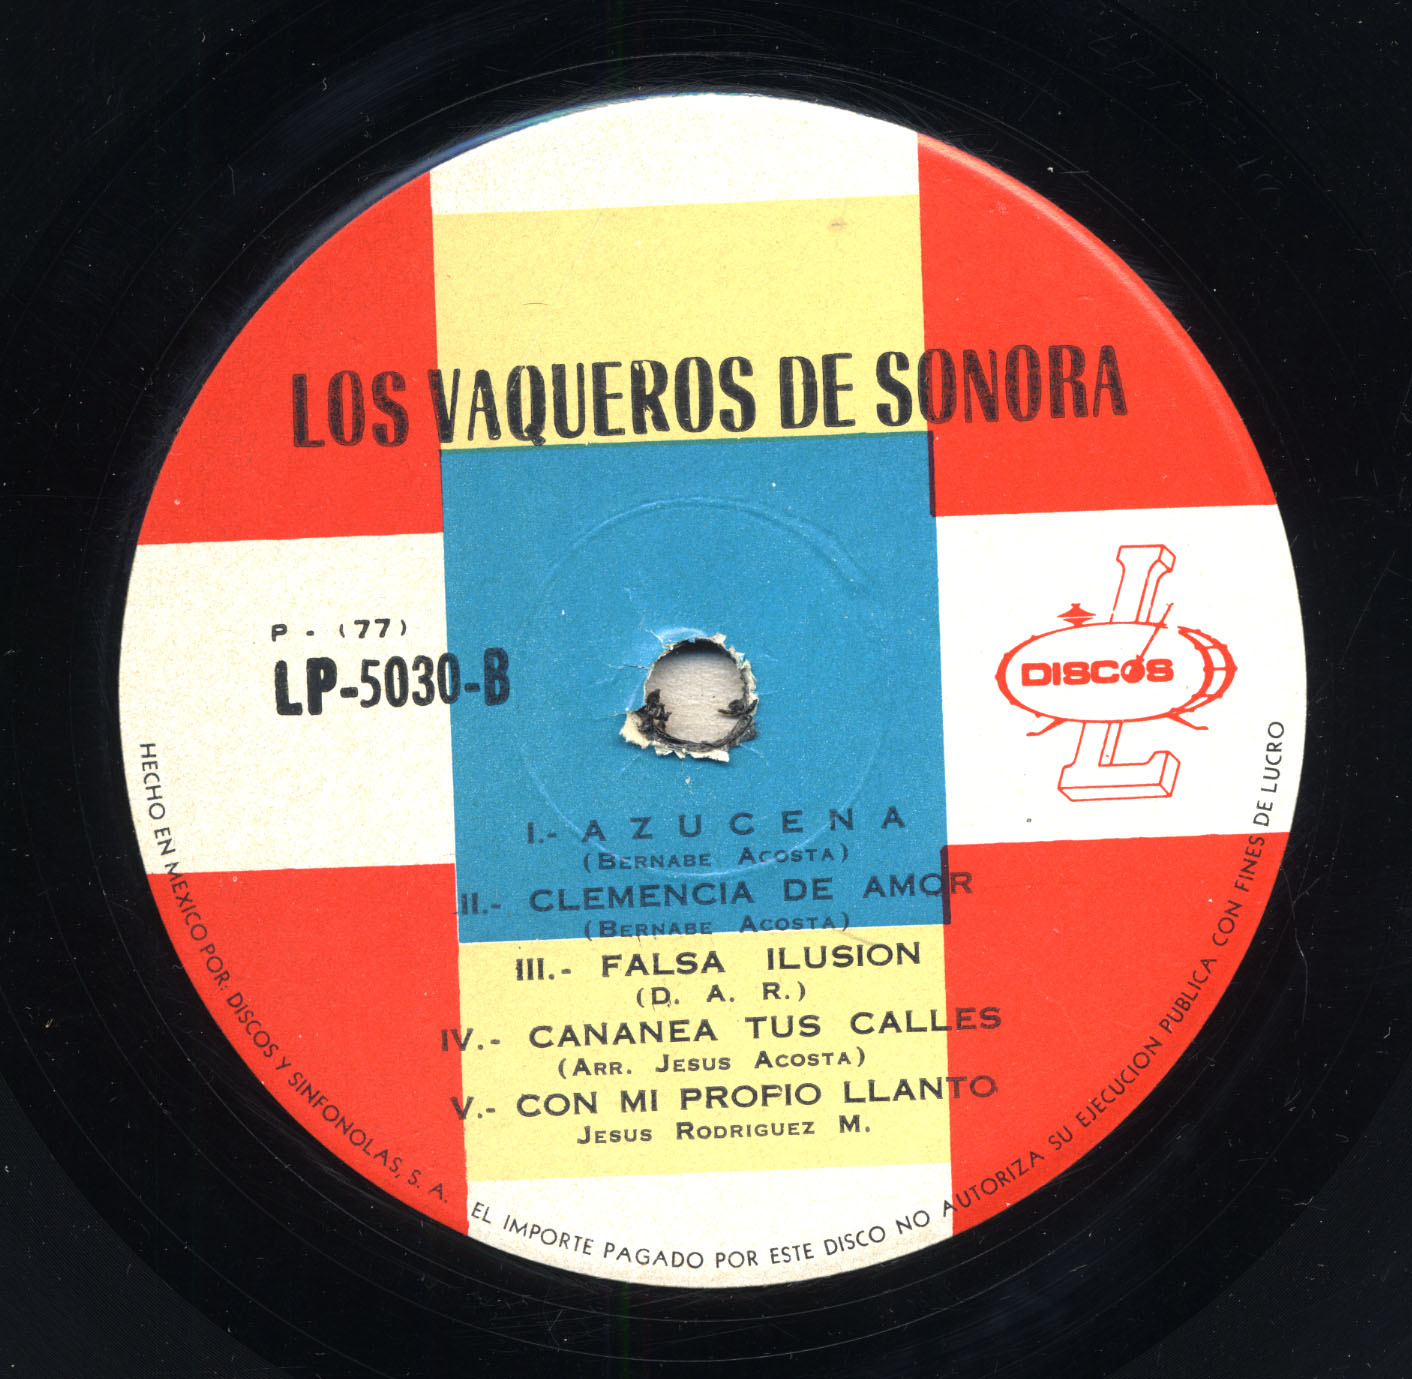 LOS VAQUEROS DE SONORA
P - (77)
LP-5030-B
L
DISCOS
L
I.- AZUCENA
(BERNABE ACOSTA)
II.- CLEMENCIA DE AMOR
(BERNABE ACOSTA)
III.- FALSA ILUSION
(D. A. R.)
IV.- CANANEA TUS CALLES
(ARR. JESUS ACOSTA)
V.- CON MI PROPIO LLANTO
JESUS RODRIGUEZ M.
HECHO EN MEXICO POR: DISCOS Y SINFONOLAS, S. A. EL IMPORTE PAGADO POR ESTE DISCO NO AUTORIZA SU EJECUCION PUBLICA CON FINES DE LUCRO